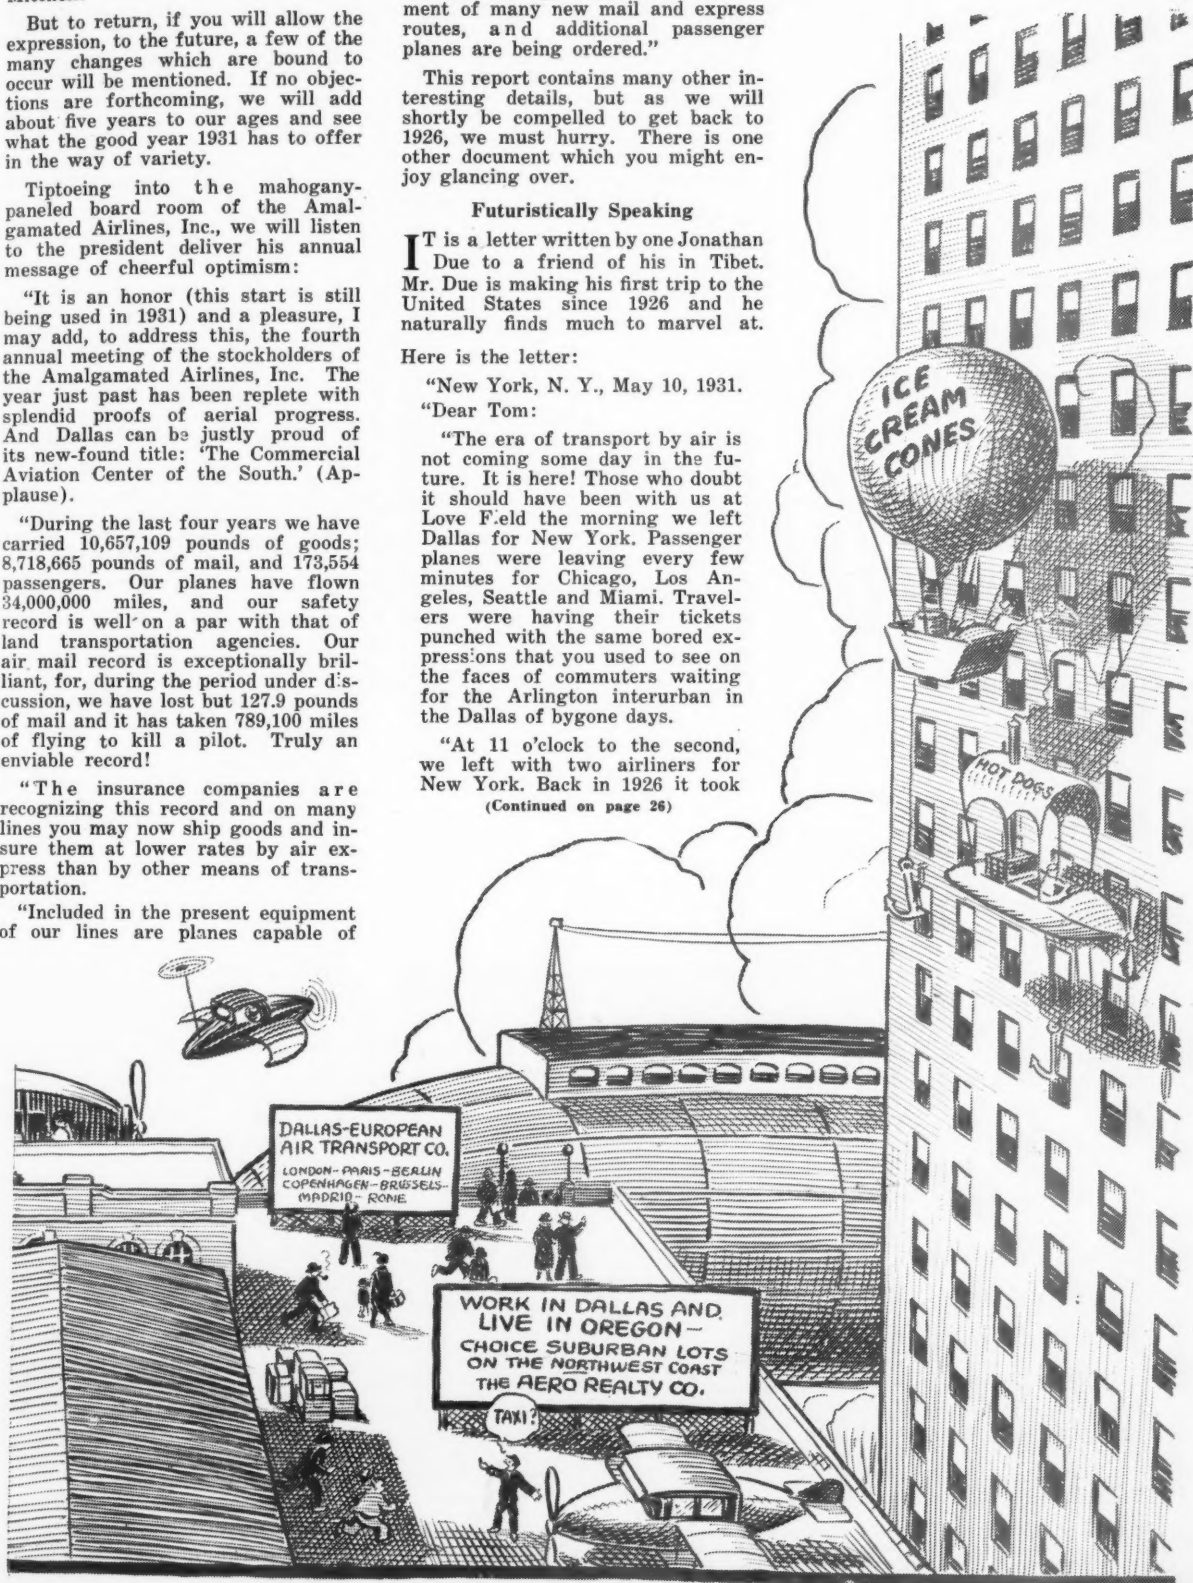 But to return, if you will allow the
expression, to the future, a few of the
many changes which are bound to
occur will be mentioned. If no objec-
tions are forthcoming, we will add
about five years to our ages and see
what the good year 1931 has to offer
in the way of variety.
Tiptoeing into the mahogany-
paneled board room of the Amal-
gamated Airlines, Inc., we will listen
to the president deliver his annual
message of cheerful optimism:
"It is an honor (this start is still
being used in 1931) and a pleasure, I
may add, to address this, the fourth
annual meeting of the stockholders of
the Amalgamated Airlines, Inc. The
year just past has been replete with
splendid proofs of aerial progress.
And Dallas can be justly proud of
its new-found title: 'The Commercial
Aviation Center of the South.' (Ap-
plause).
"During the last four years we have
carried 10,657,109 pounds of goods;
8,718,665 pounds of mail, and 173,554
passengers. Our planes have flown
34,000,000 miles, and our safety
record is well on a par with that of
land transportation agencies. Our
air mail record is exceptionally bril-
liant, for, during the period under dis-
cussion, we have lost but 127.9 pounds
of mail and it has taken 789,100 miles
of flying to kill a pilot. Truly an
enviable record!
"The insurance companies are
recognizing this record and on many
lines you may now ship goods and in-
sure them at lower rates by air ex-
press than by other means of trans-
portation.
"Included in the present equipment
of our lines are planes capable of
ment of many new mail and express
routes, and additional passenger
planes are being ordered."
This report contains many other in-
teresting details, but as we will
shortly be compelled to get back to
1926, we must hurry. There is one
other document which you might en-
joy glancing over.
Futuristically Speaking
IT is a letter written by one Jonathan
Due to a friend of his in Tibet.
Mr. Due is making his first trip to the
United States since 1926 and he
naturally finds much to marvel at.
Here is the letter:
"New York, N. Y., May 10, 1931.
"Dear Tom:
"The era of transport by air is
not coming some day in the fu-
ture. It is here! Those who doubt
it should have been with us at
Love Field the morning we left
Dallas for New York. Passenger
planes were leaving every few
minutes for Chicago, Los An-
geles, Seattle and Miami. Travel-
ers were having their tickets
punched with the same bored ex-
pressions that you used to see on
the faces of commuters waiting
for the Arlington interurban in
the Dallas of bygone days.
"At 11 o'clock to the second,
we left with two airliners for
New York. Back in 1926 it took
(Continued on page 26)
ICE
CREAM
CONES
HOT DOGS
DALLAS-EUROPEAN
AIR TRANSPORT CO.
LONDON-PARIS-BERLIN
COPENHAGEN-BRUSSELS-
MADRID-ROME
WORK IN DALLAS AND
LIVE IN OREGON-
CHOICE SUBURBAN LOTS
ON THE NORTHWEST COAST
THE AERO REALTY CO.
TAXI?